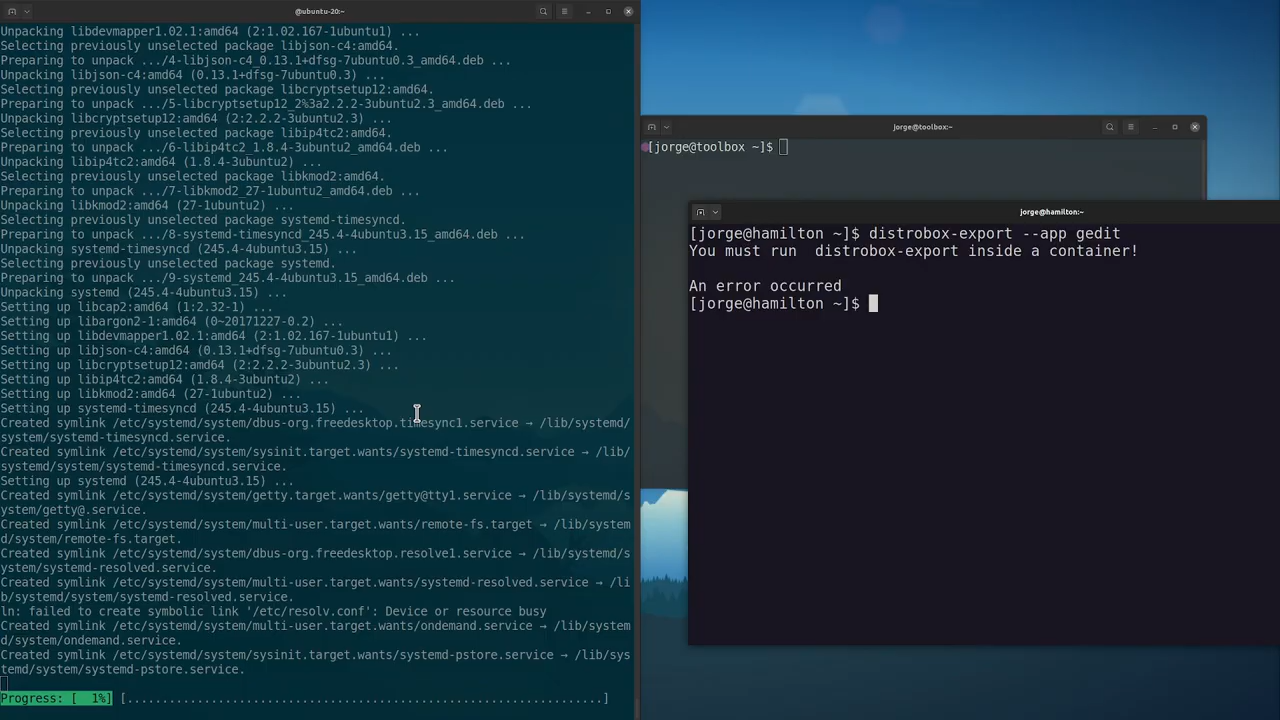 @ubuntu-20:~
Unpacking libdevmapper1.02.1:amd64 (2:1.02.167-1ubuntu1) ...
Selecting previously unselected package libjson-c4:amd64.
Preparing to unpack .../4-libjson-c4_0.13.1+dfsg-7ubuntu0.3_amd64.deb ...
Unpacking libjson-c4:amd64 (0.13.1+dfsg-7ubuntu0.3) ...
Selecting previously unselected package libcryptsetup12:amd64.
Preparing to unpack .../5-libcryptsetup12_2%3a2.2.2-3ubuntu2.3_amd64.deb ...
Unpacking libcryptsetup12:amd64 (2:2.2.2-3ubuntu2.3) ...
Selecting previously unselected package libip4tc2:amd64.
Preparing to unpack .../6-libip4tc2_1.8.4-3ubuntu2_amd64.deb ...
Unpacking libip4tc2:amd64 (1.8.4-3ubuntu2) ...
Selecting previously unselected package libkmod2:amd64.
Preparing to unpack .../7-libkmod2_27-1ubuntu2_amd64.deb ...
Unpacking libkmod2:amd64 (27-1ubuntu2) ...
Selecting previously unselected package systemd-timesyncd.
Preparing to unpack .../8-systemd-timesyncd_245.4-4ubuntu3.15_amd64.deb ...
Unpacking systemd-timesyncd (245.4-4ubuntu3.15) ...
Selecting previously unselected package systemd.
Preparing to unpack .../9-systemd_245.4-4ubuntu3.15_amd64.deb ...
Unpacking systemd (245.4-4ubuntu3.15) ...
Setting up libcap2:amd64 (1:2.32-1) ...
Setting up libargon2-1:amd64 (0~20171227-0.2) ...
Setting up libdevmapper1.02.1:amd64 (2:1.02.167-1ubuntu1) ...
Setting up libjson-c4:amd64 (0.13.1+dfsg-7ubuntu0.3) ...
Setting up libcryptsetup12:amd64 (2:2.2.2-3ubuntu2.3) ...
Setting up libip4tc2:amd64 (1.8.4-3ubuntu2) ...
Setting up libkmod2:amd64 (27-1ubuntu2) ...
Setting up systemd-timesyncd (245.4-4ubuntu3.15) ...
Created symlink /etc/systemd/system/dbus-org.freedesktop.timesync1.service → /lib/systemd/
system/systemd-timesyncd.service.
Created symlink /etc/systemd/system/sysinit.target.wants/systemd-timesyncd.service → /lib/
systemd/system/systemd-timesyncd.service.
Setting up systemd (245.4-4ubuntu3.15) ...
Created symlink /etc/systemd/system/getty.target.wants/getty@tty1.service → /lib/systemd/s
ystem/getty@.service.
Created symlink /etc/systemd/system/multi-user.target.wants/remote-fs.target → /lib/system
d/system/remote-fs.target.
Created symlink /etc/systemd/system/dbus-org.freedesktop.resolve1.service → /lib/systemd/s
ystem/systemd-resolved.service.
Created symlink /etc/systemd/system/multi-user.target.wants/systemd-resolved.service → /li
b/systemd/system/systemd-resolved.service.
ln: failed to create symbolic link '/etc/resolv.conf': Device or resource busy
Created symlink /etc/systemd/system/multi-user.target.wants/ondemand.service → /lib/system
d/system/ondemand.service.
Created symlink /etc/systemd/system/sysinit.target.wants/systemd-pstore.service → /lib/sys
temd/system/systemd-pstore.service.
Progress: [  1%] [..........................................................]
jorge@toolbox:~
[jorge@toolbox ~]$
jorge@hamilton:~
[jorge@hamilton ~]$ distrobox-export --app gedit
You must run  distrobox-export inside a container!
An error occurred
[jorge@hamilton ~]$